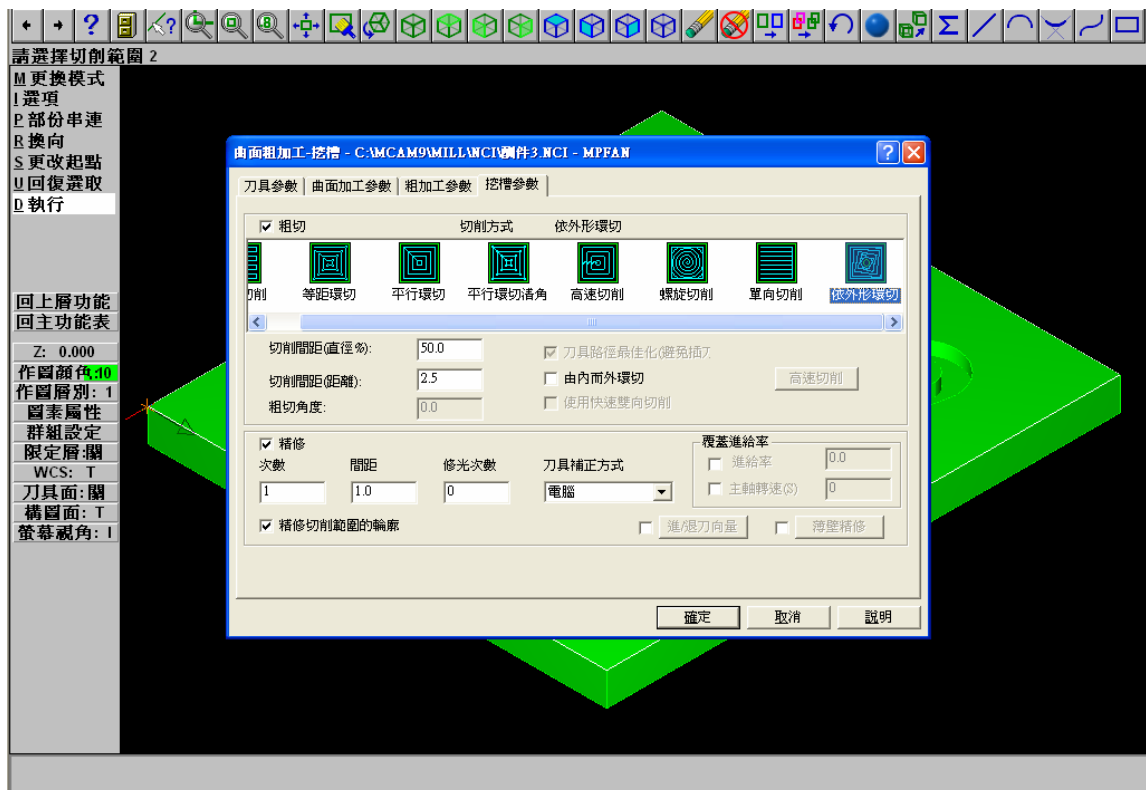 請選擇切削範圍 2
M更換模式
I選項
P部份串連
R換向
S更改起點
U回復選取
D執行
回上層功能
回主功能表
Z: 0.000
作圖顏色:10
作圖層別: 1
圖素屬性
群組設定
限定層:關
WCS: T
刀具面:關
構圖面: T
螢幕視角: I
曲面粗加工-挖槽 - C:\MCAM9\MILL\NCI\銅件3.NCI - MPFAN
刀具參數 曲面加工參數 粗加工參數 挖槽參數
粗切 切削方式 依外形環切
切削 等距環切 平行環切 平行環切清角 高速切削 螺旋切削 單向切削 依外形環切
切削間距(直徑%): 50.0 刀具路徑最佳化(避免插刀
切削間距(距離): 2.5 由內而外環切 高速切削
粗切角度: 0.0 使用快速雙向切削
精修 覆蓋進給率
次數 間距 修光次數 刀具補正方式 進給率 0.0
1 1.0 0 電腦 主軸轉速(S) 0
精修切削範圍的輪廓 進/退刀向量 薄壁精修
確定 取消 說明